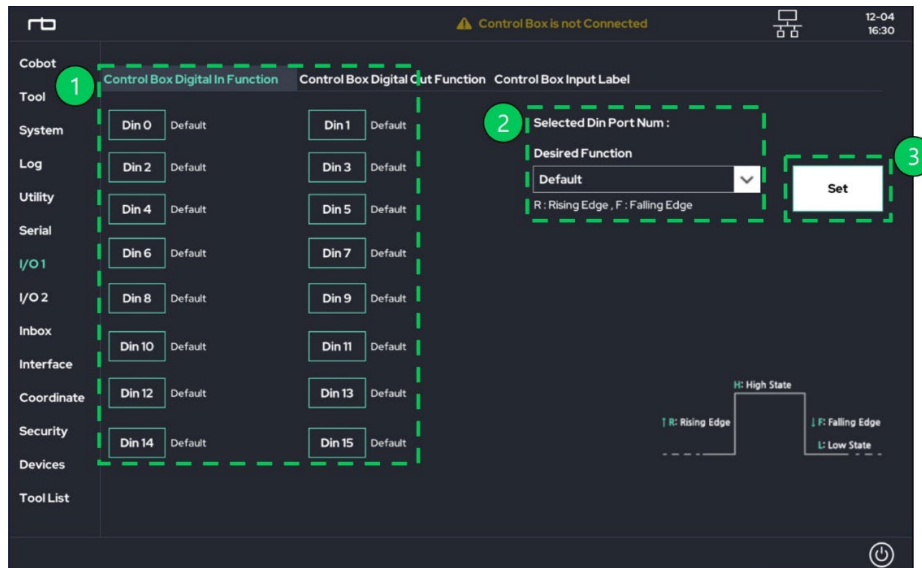 rb
Control Box is not Connected
12-04
16:30
Cobot
Tool
System
Log
Utility
Serial
I/O 1
I/O 2
Inbox
Interface
Coordinate
Security
Devices
Tool List
1
Control Box Digital In Function Control Box Digital Out Function Control Box Input Label
Din 0 Default Din 1 Default
Din 2 Default Din 3 Default
Din 4 Default Din 5 Default
Din 6 Default Din 7 Default
Din 8 Default Din 9 Default
Din 10 Default Din 11 Default
Din 12 Default Din 13 Default
Din 14 Default Din 15 Default
2
Selected Din Port Num :
Desired Function
Default
R : Rising Edge , F : Falling Edge
3
Set
H: High State
↑ R: Rising Edge
↓ F: Falling Edge
L: Low State